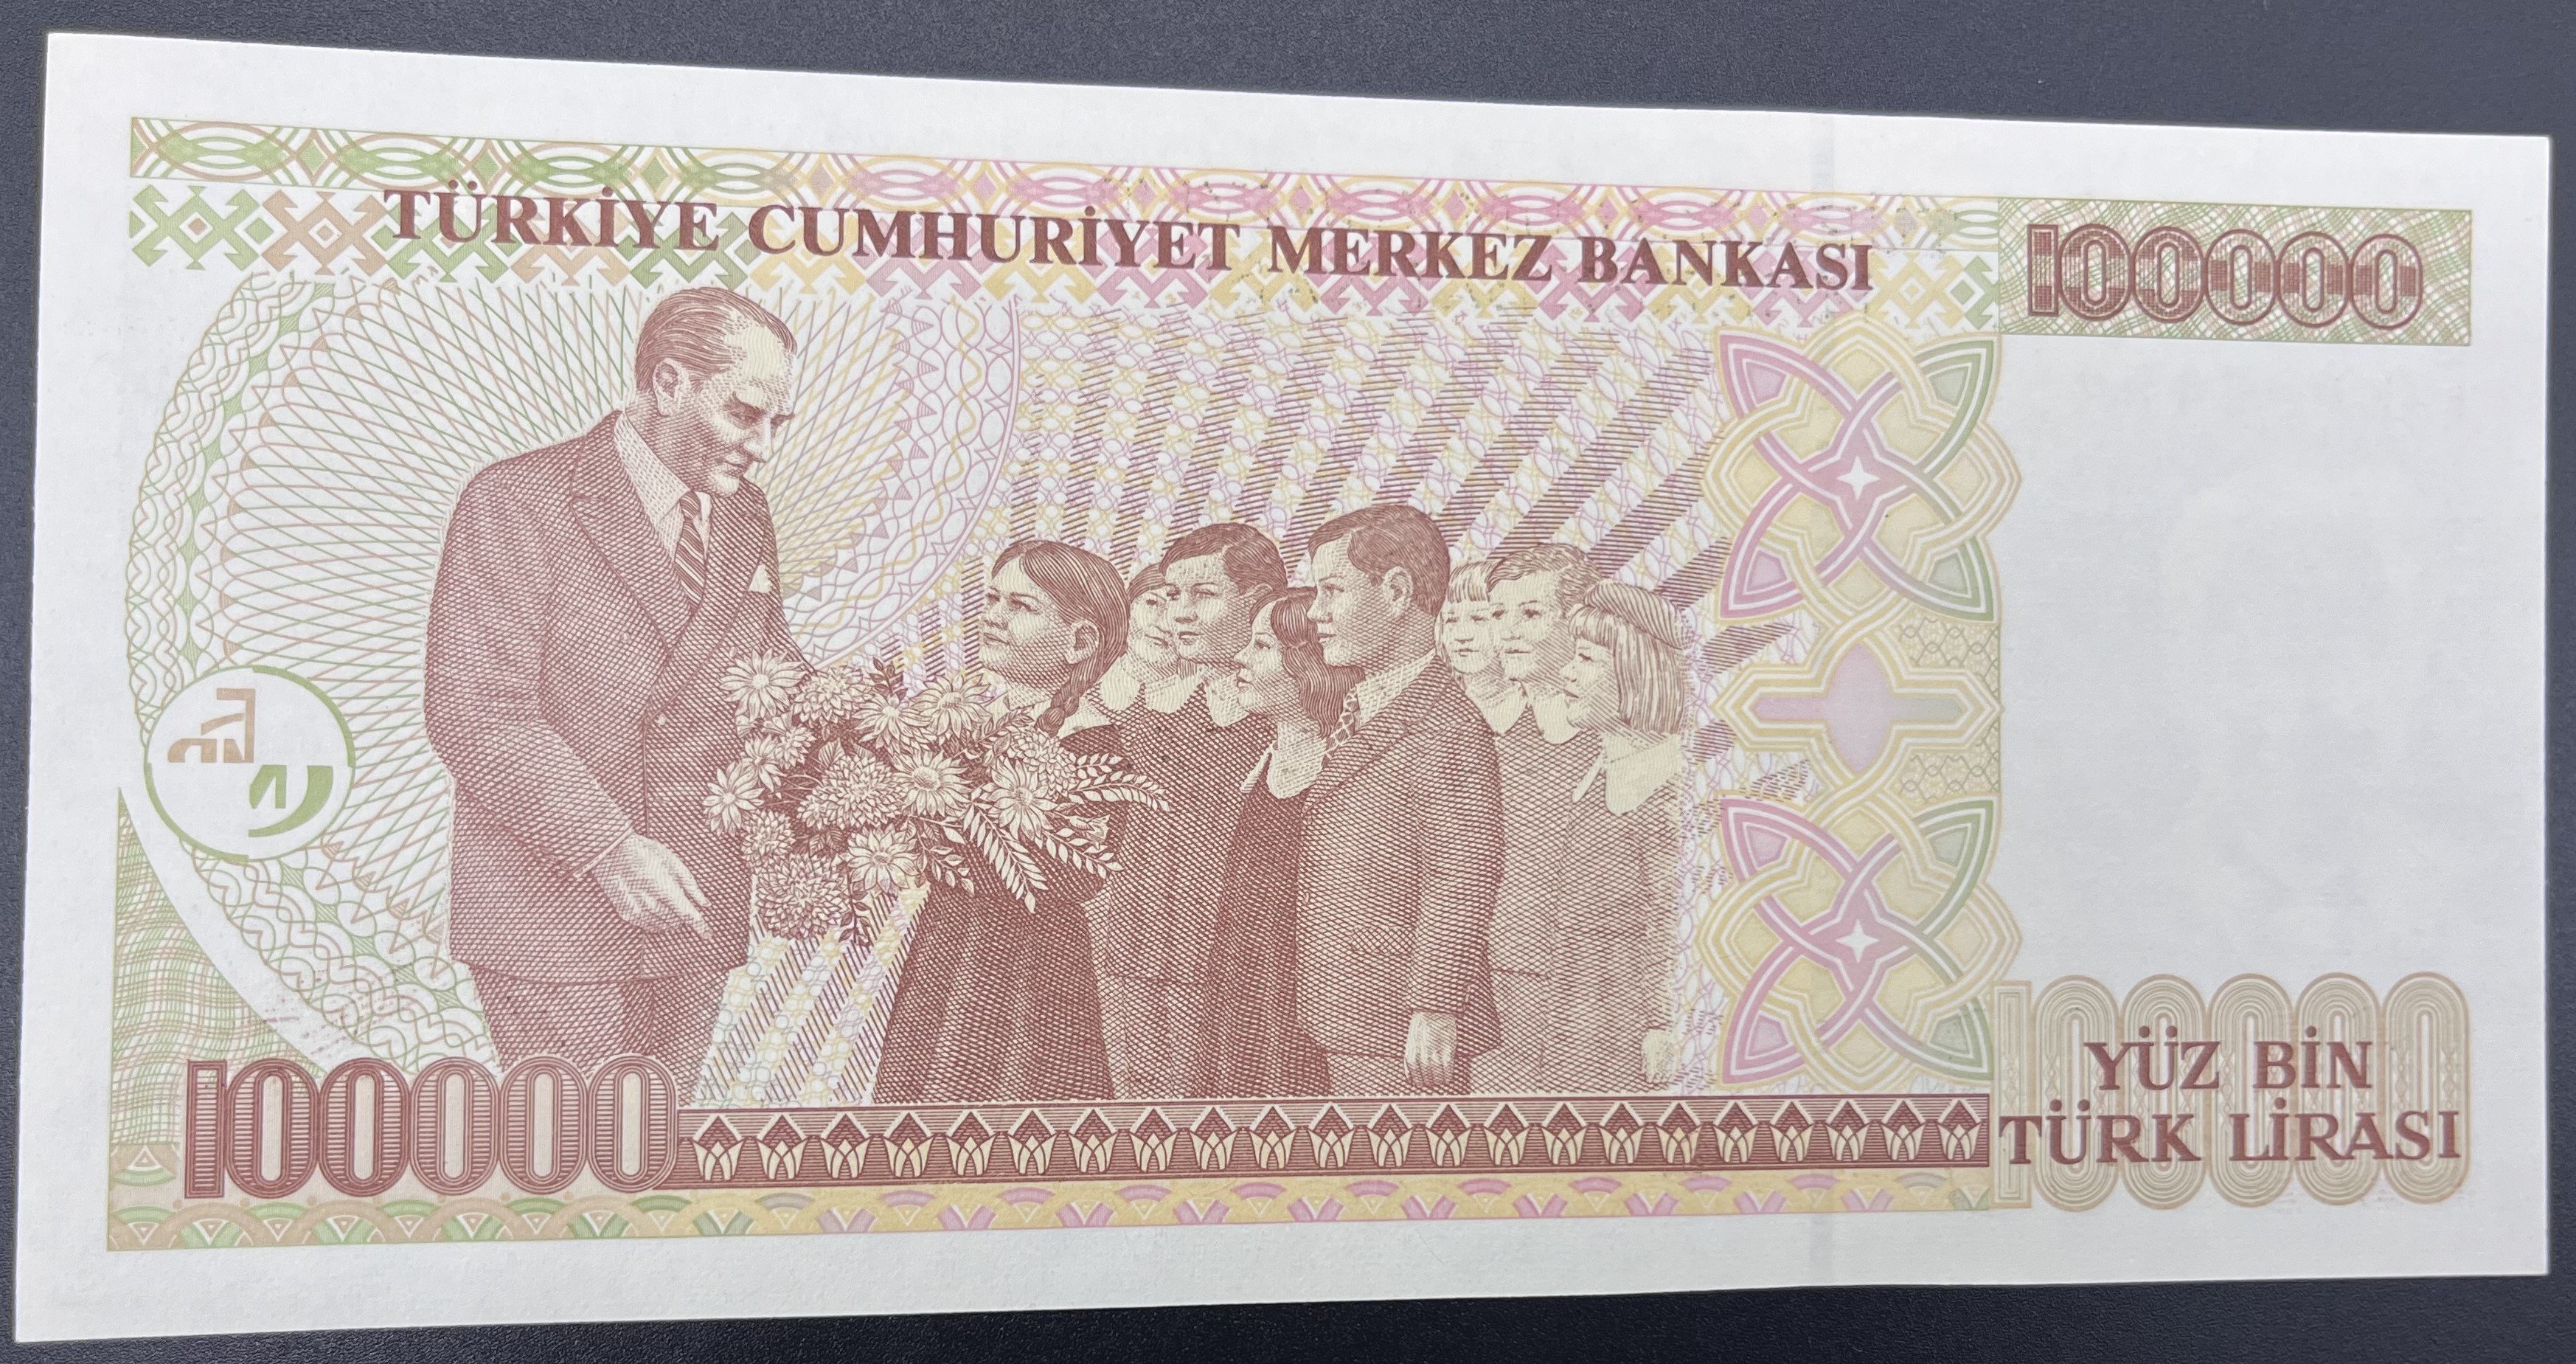 TÜRKİYE CUMHURİYET MERKEZ BANKASI
100000
100000
100000
YÜZ BİN
TÜRK LİRASI